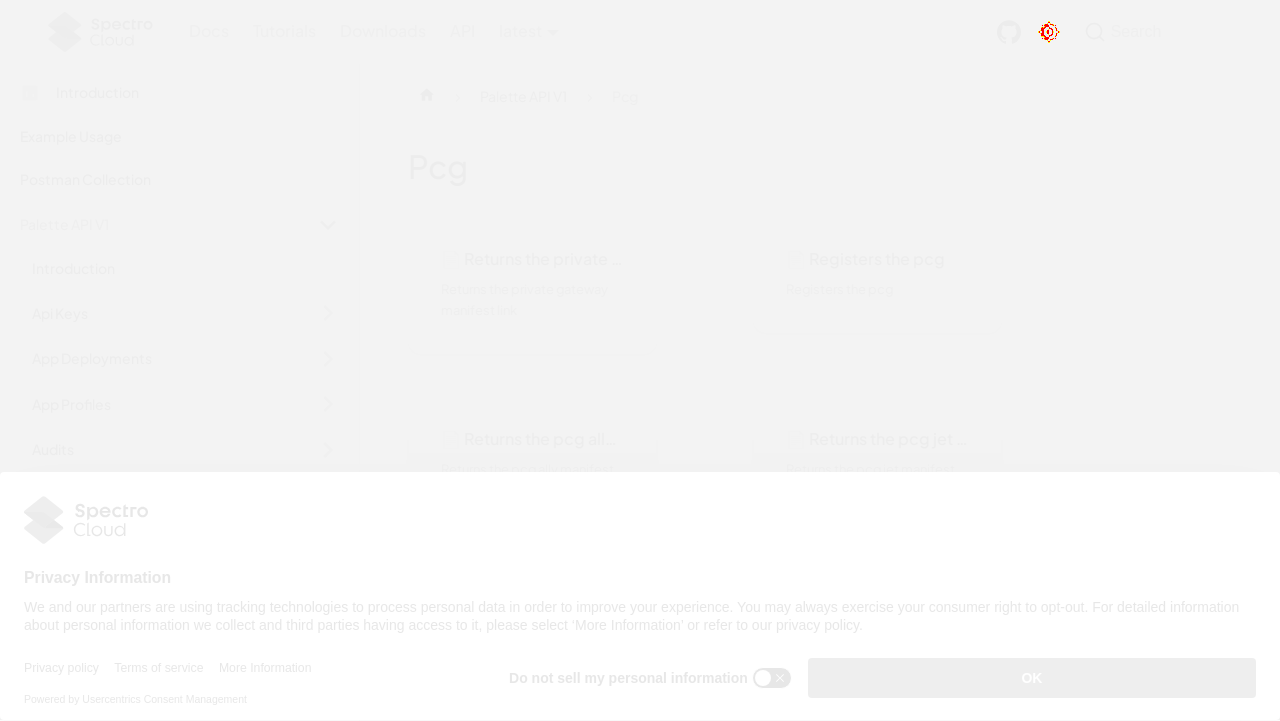 Spectro Cloud Docs Tutorials Downloads API latest Search
Introduction
Palette API V1 Pcg
Example Usage
Pcg
Postman Collection
Palette API V1
Introduction
Returns the private ...
Registers the pcg
Returns the private gateway manifest link
Registers the pcg
Api Keys
App Deployments
App Profiles
Audits
Returns the pcg all...
Returns the pcg jet ...
Spectro
Cloud
Privacy Information
We and our partners are using tracking technologies to process personal data in order to improve your experience. You may always exercise your consumer right to opt-out. For detailed information
about personal information we collect and third parties having access to it, please select 'More Information' or refer to our privacy policy.
Privacy policy Terms of service More Information
Do not sell my personal information
OK
Powered by Usercentrics Consent Management